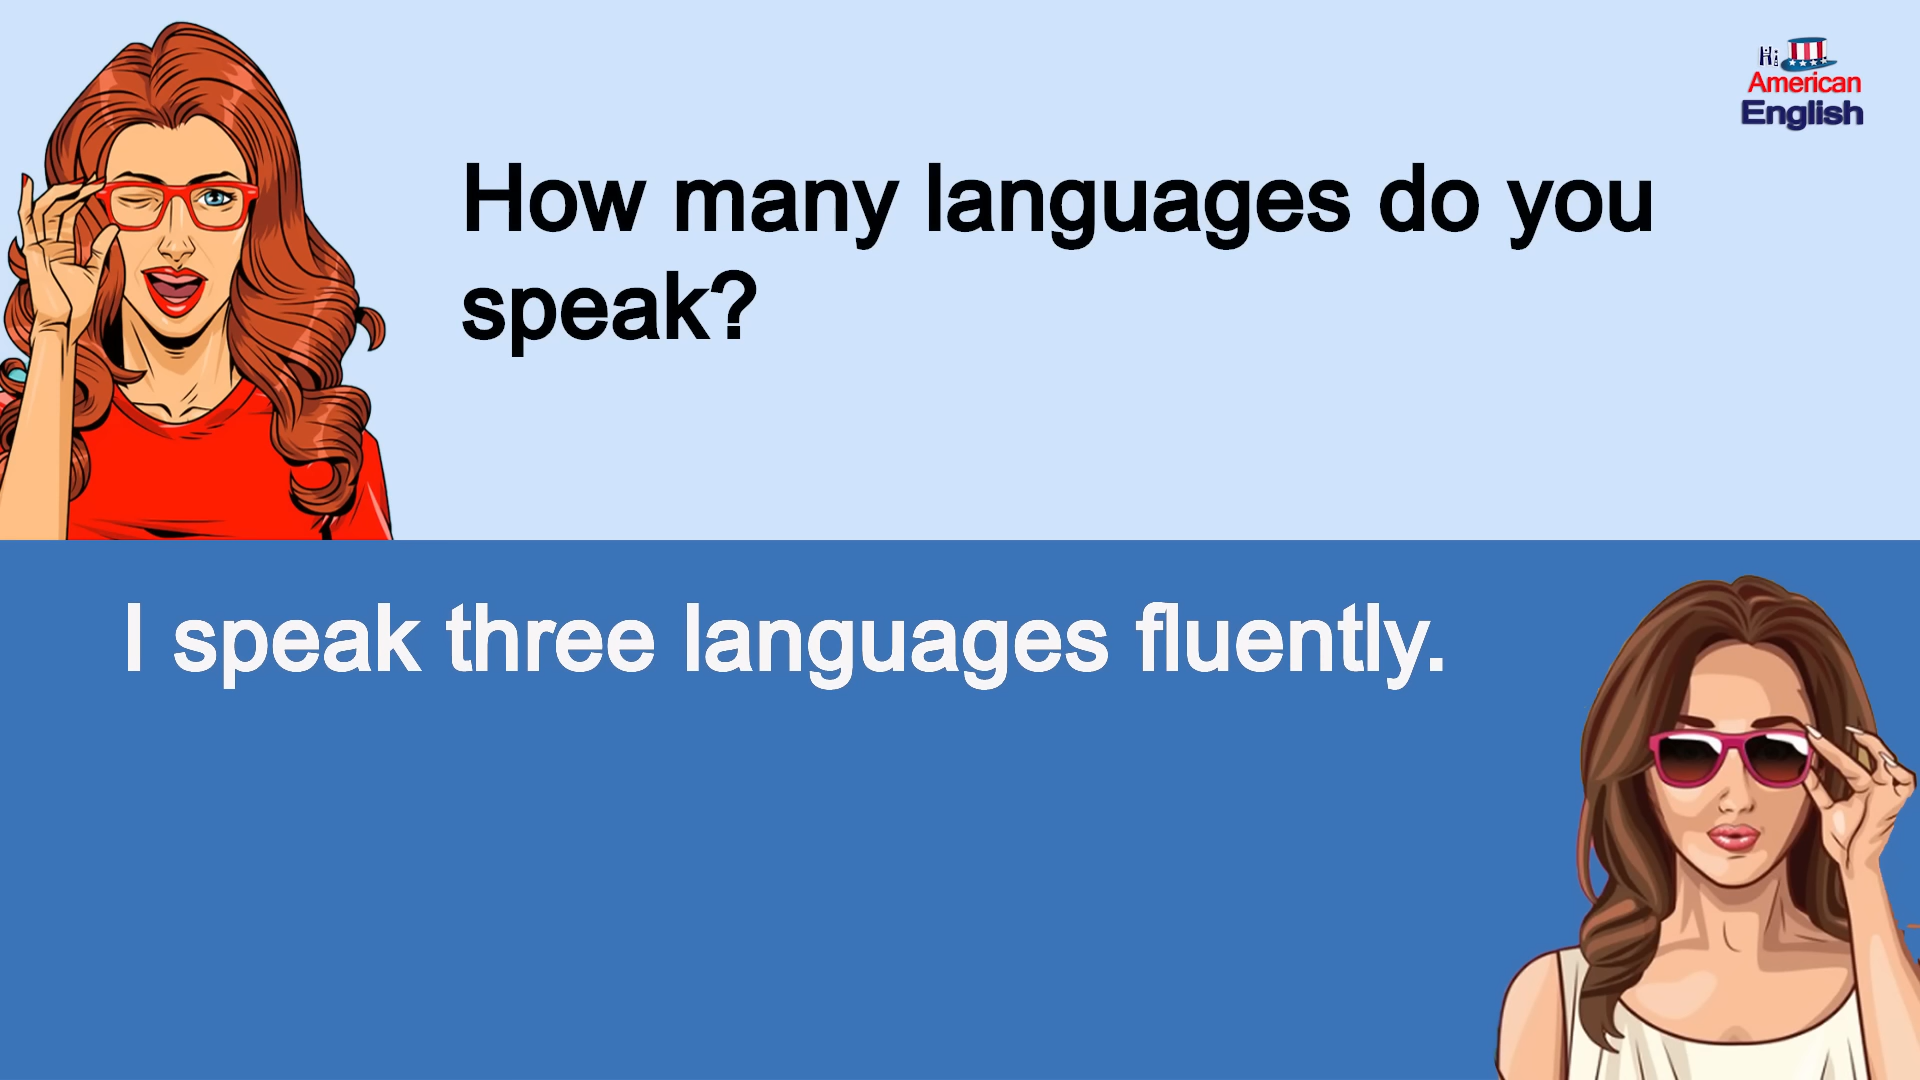 Hi
American
English
How many languages do you
speak?
I speak three languages fluently.